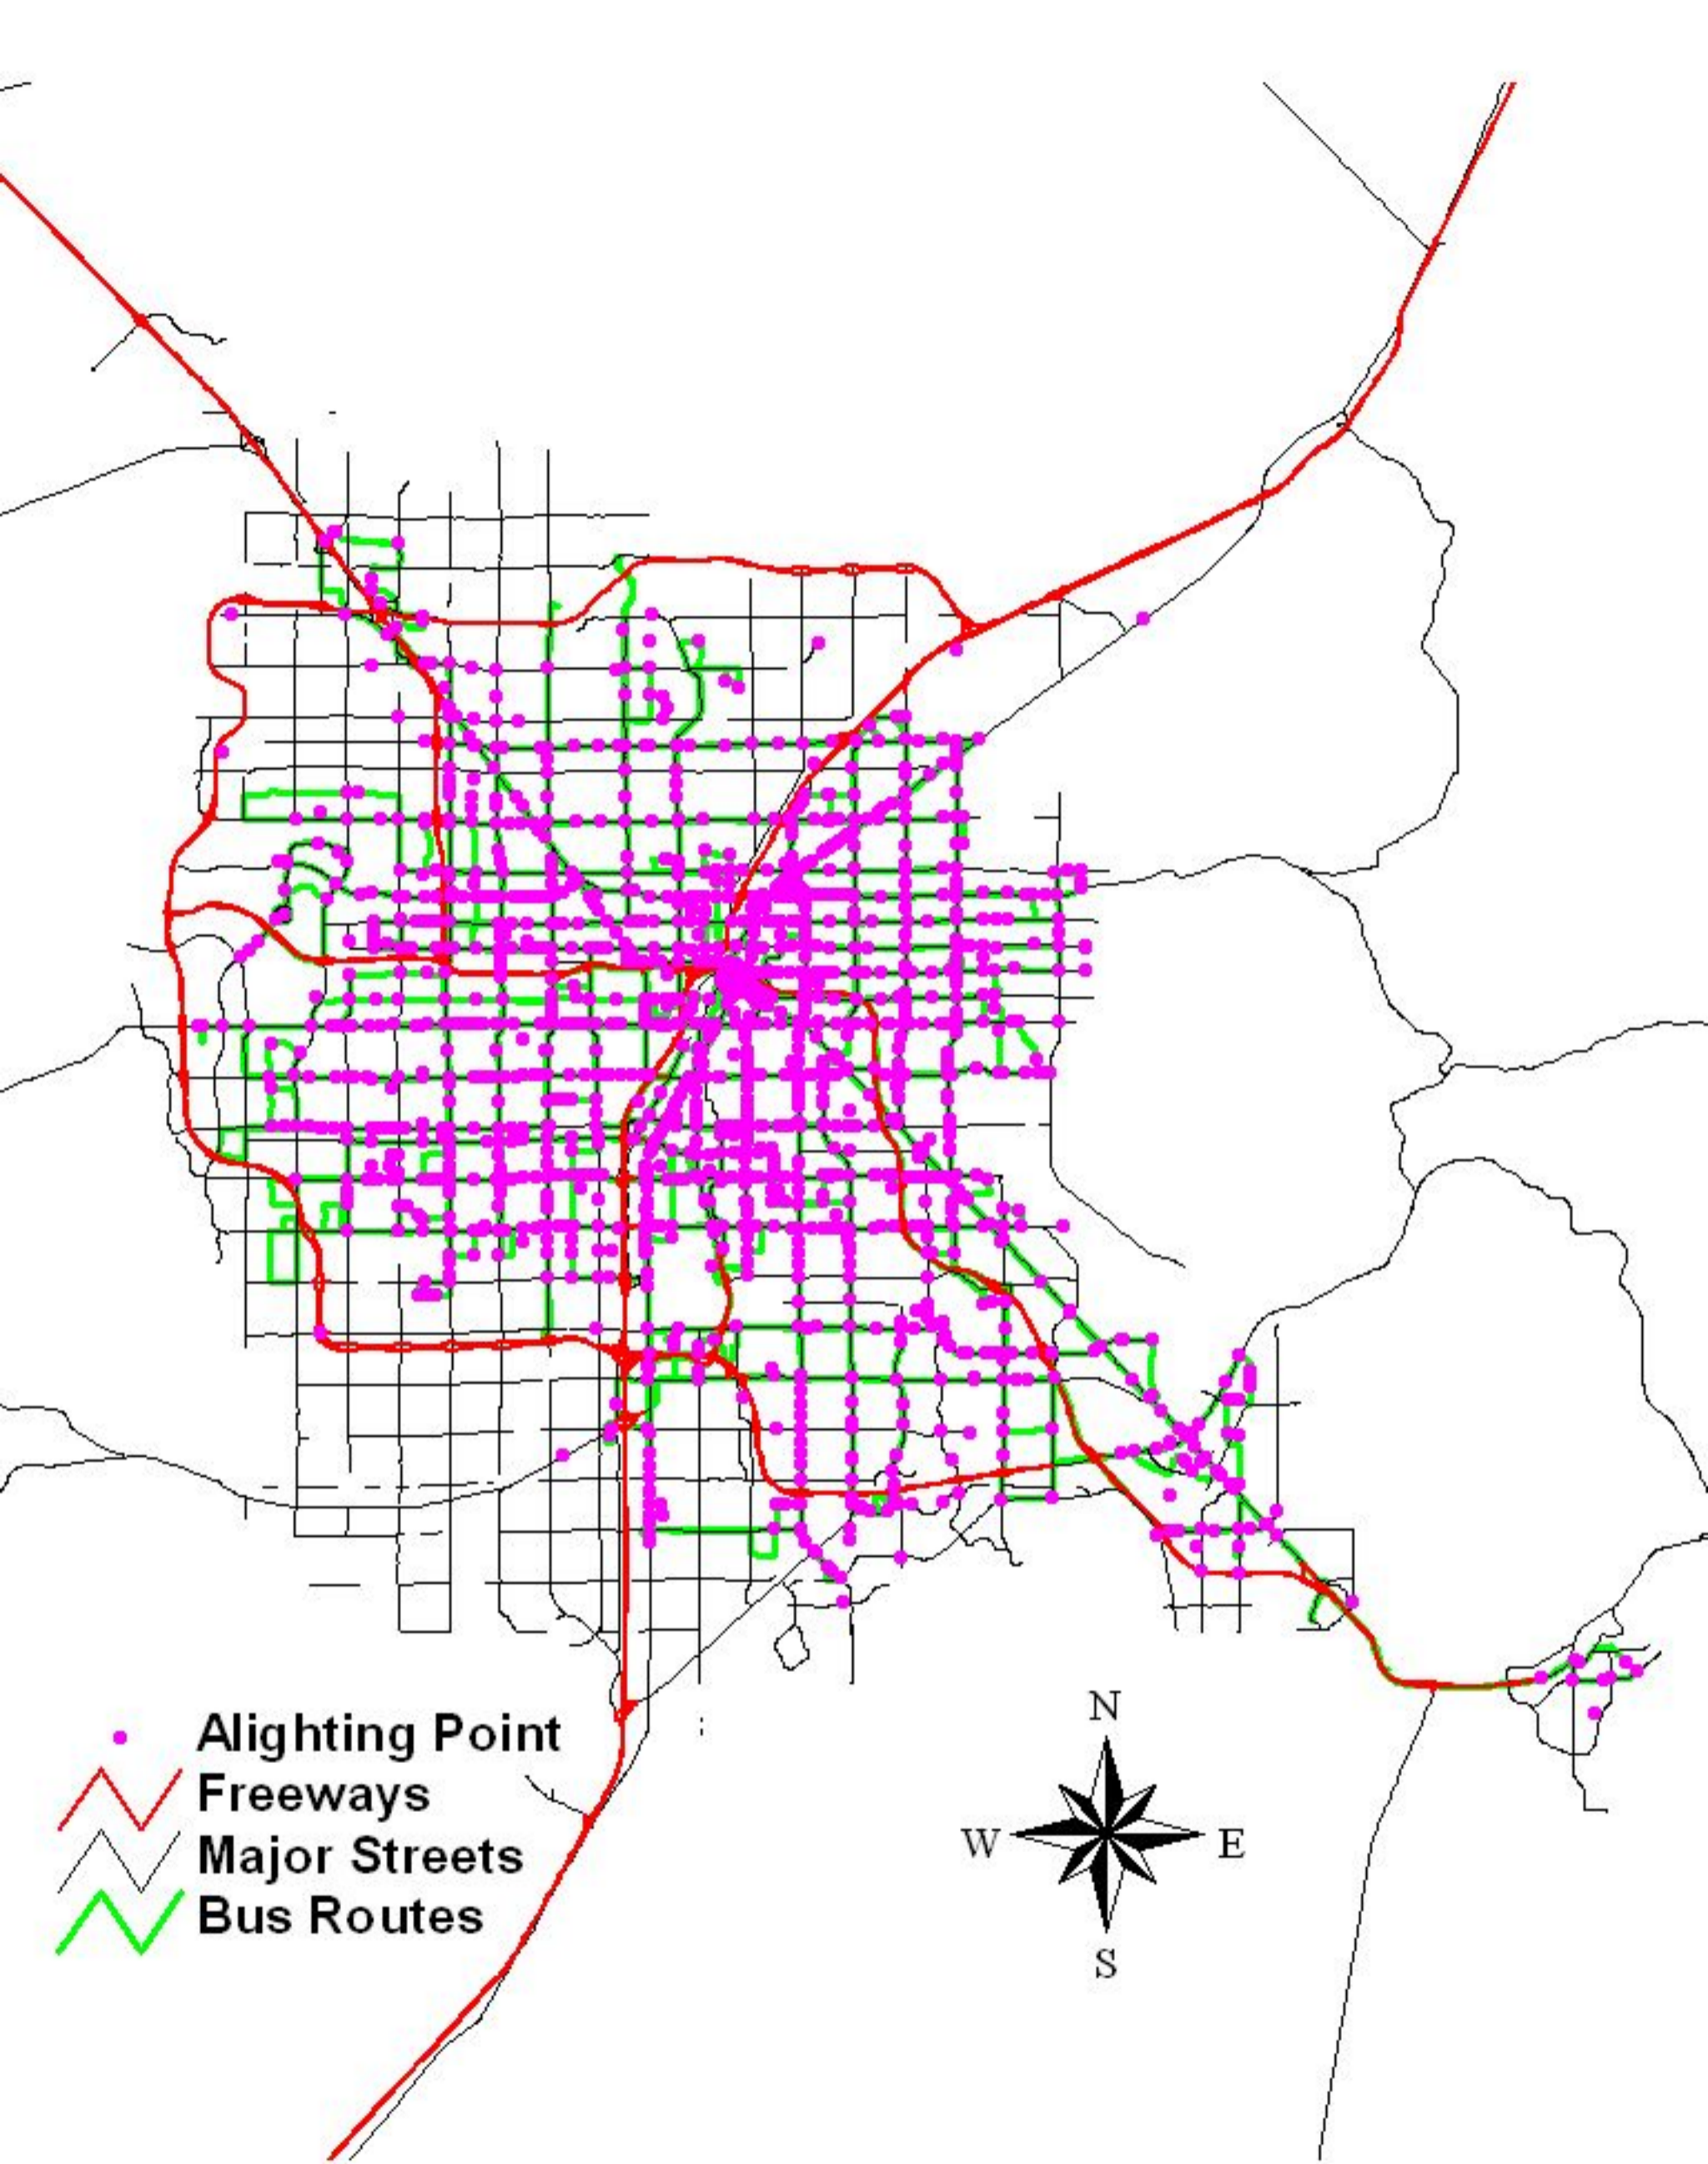 Alighting Point
Freeways
Major Streets
Bus Routes
N
W
E
S